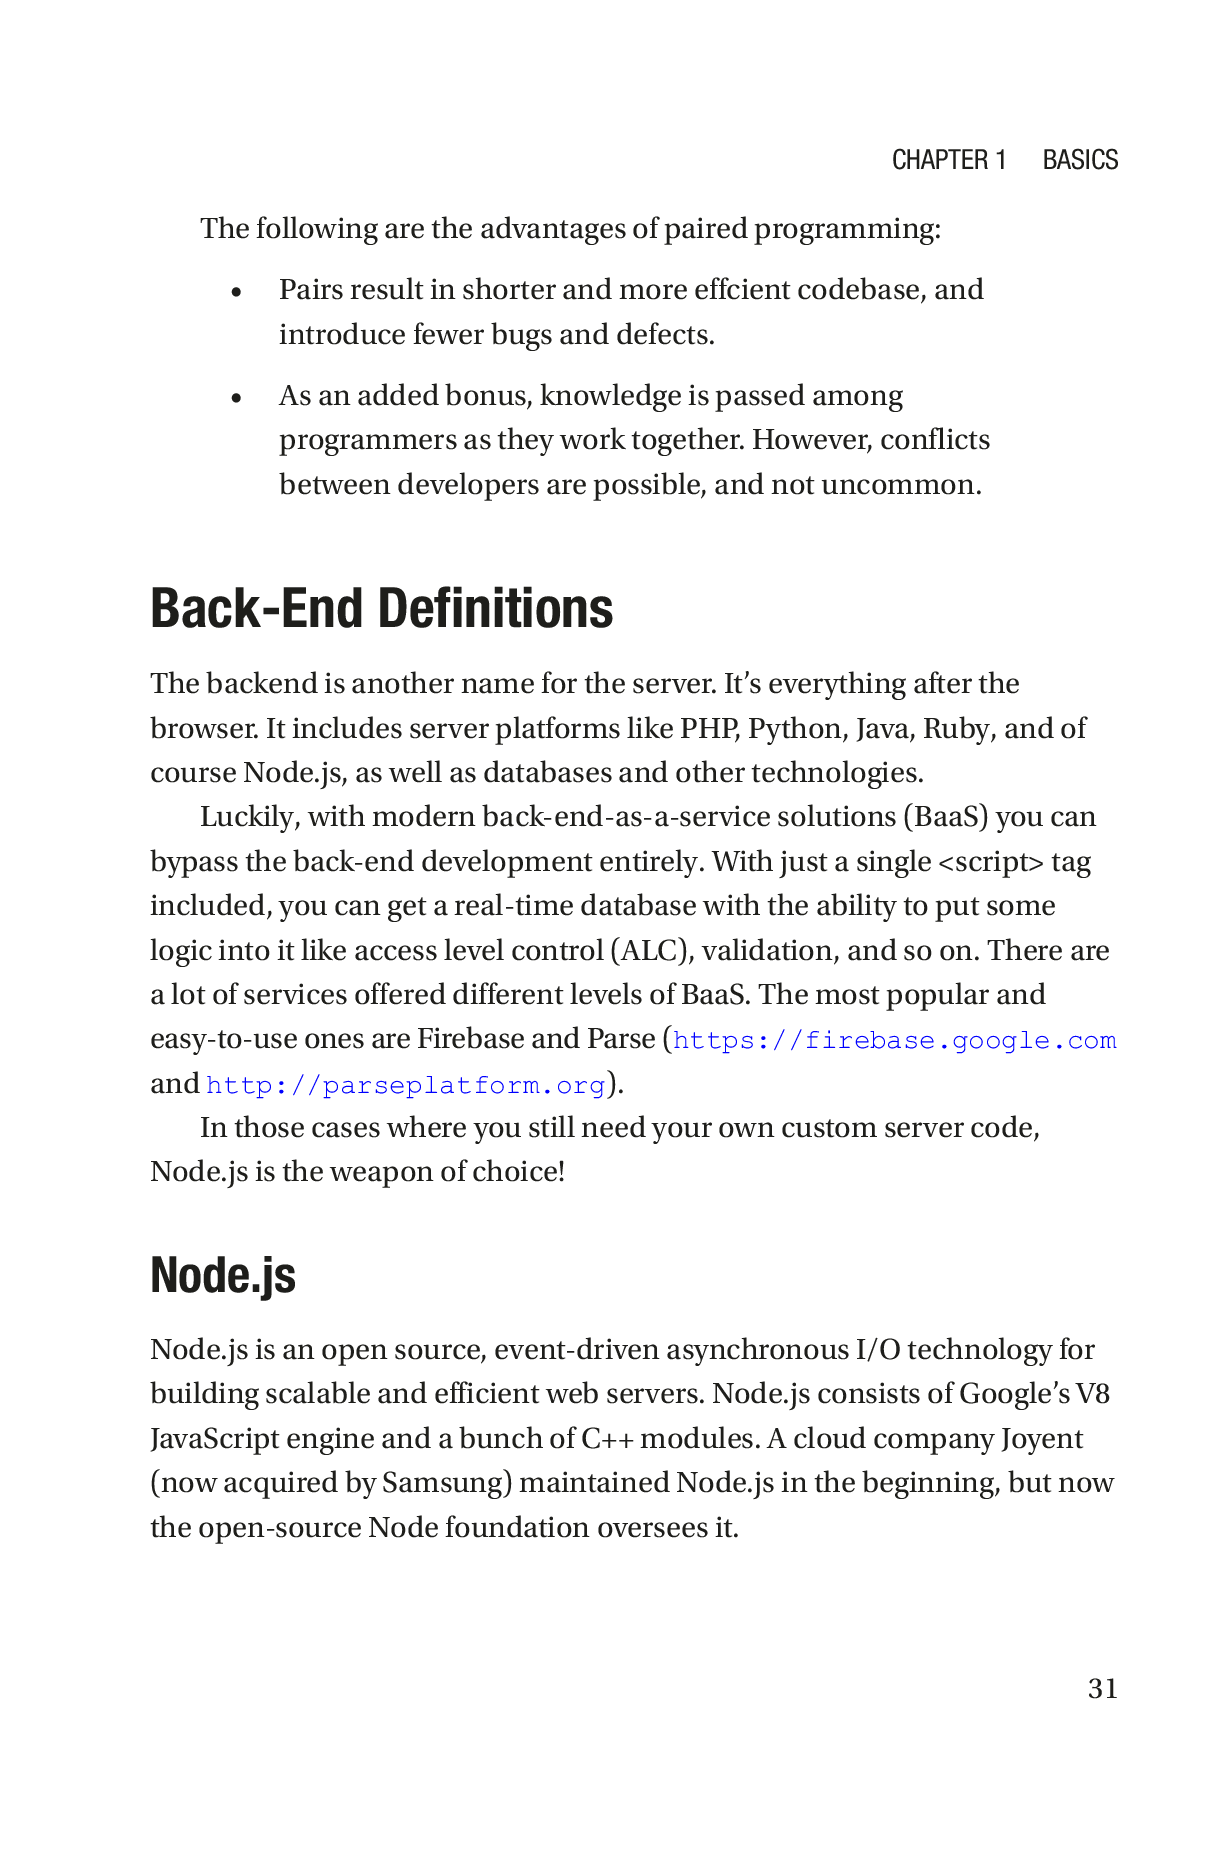 CHAPTER 1 BASICS
The following are the advantages of paired programming:
• Pairs result in shorter and more effcient codebase, and
introduce fewer bugs and defects.
• As an added bonus, knowledge is passed among
programmers as they work together. However, conflicts
between developers are possible, and not uncommon.
Back-End Definitions
The backend is another name for the server. It’s everything after the
browser. It includes server platforms like PHP, Python, Java, Ruby, and of
course Node.js, as well as databases and other technologies.
Luckily, with modern back-end-as-a-service solutions (BaaS) you can
bypass the back-end development entirely. With just a single <script> tag
included, you can get a real-time database with the ability to put some
logic into it like access level control (ALC), validation, and so on. There are
a lot of services offered different levels of BaaS. The most popular and
easy-to-use ones are Firebase and Parse (https://firebase.google.com
and http://parseplatform.org).
In those cases where you still need your own custom server code,
Node.js is the weapon of choice!
Node.js
Node.js is an open source, event-driven asynchronous I/O technology for
building scalable and efficient web servers. Node.js consists of Google’s V8
JavaScript engine and a bunch of C++ modules. A cloud company Joyent
(now acquired by Samsung) maintained Node.js in the beginning, but now
the open-source Node foundation oversees it.
31